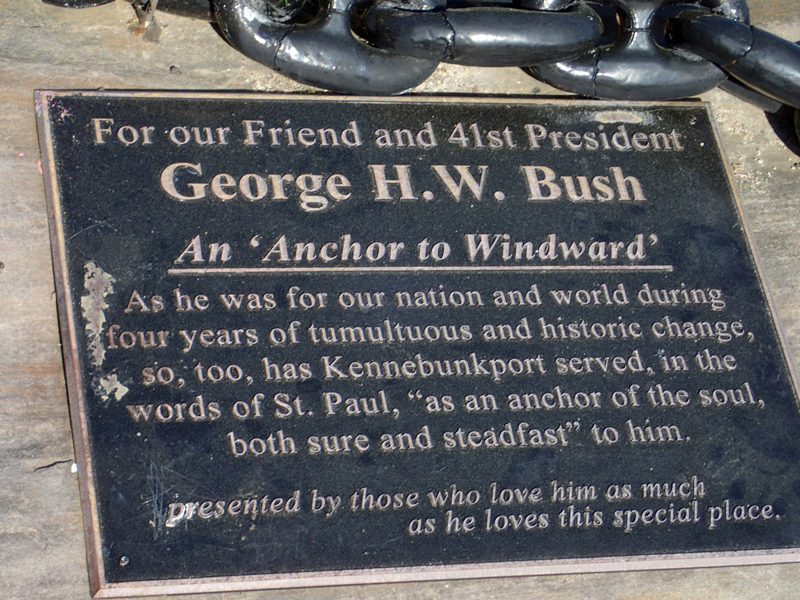 For our Friend and 41st President
George H.W. Bush
An ‘Anchor to Windward’
As he was for our nation and world during
four years of tumultuous and historic change,
so, too, has Kennebunkport served, in the
words of St. Paul, “as an anchor of the soul,
both sure and steadfast” to him.
presented by those who love him as much
as he loves this special place.